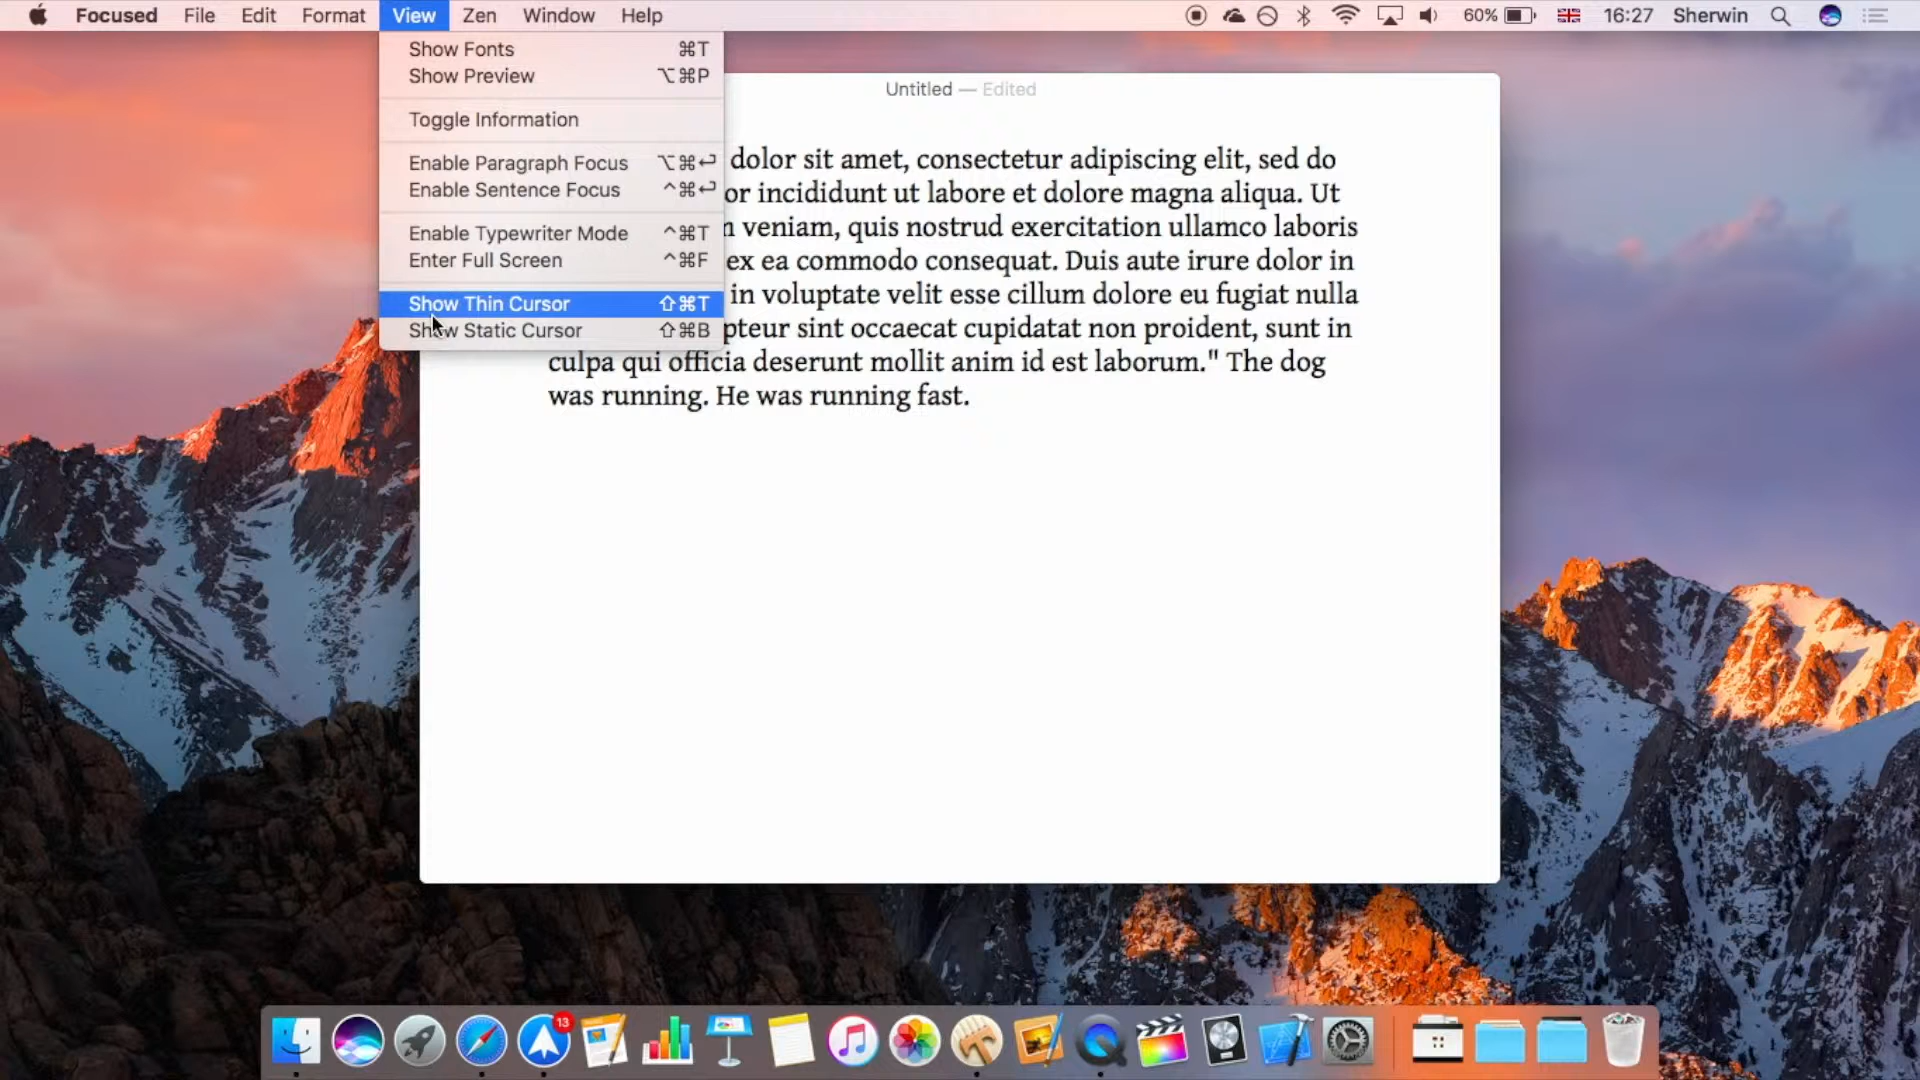 Focused File Edit Format View Zen Window Help 60% 16:27 Sherwin
Show Fonts ⌘T
Show Preview ⌥⌘P
Toggle Information
Enable Paragraph Focus ⌥⌘↩
Enable Sentence Focus ^⌘↩
Enable Typewriter Mode ^⌘T
Enter Full Screen ^⌘F
Show Thin Cursor ⇧⌘T
Show Static Cursor ⇧⌘B
Untitled — Edited
dolor sit amet, consectetur adipiscing elit, sed do
or incididunt ut labore et dolore magna aliqua. Ut
veniam, quis nostrud exercitation ullamco laboris
ex ea commodo consequat. Duis aute irure dolor in
in voluptate velit esse cillum dolore eu fugiat nulla
pteur sint occaecat cupidatat non proident, sunt in
culpa qui officia deserunt mollit anim id est laborum." The dog
was running. He was running fast.
13